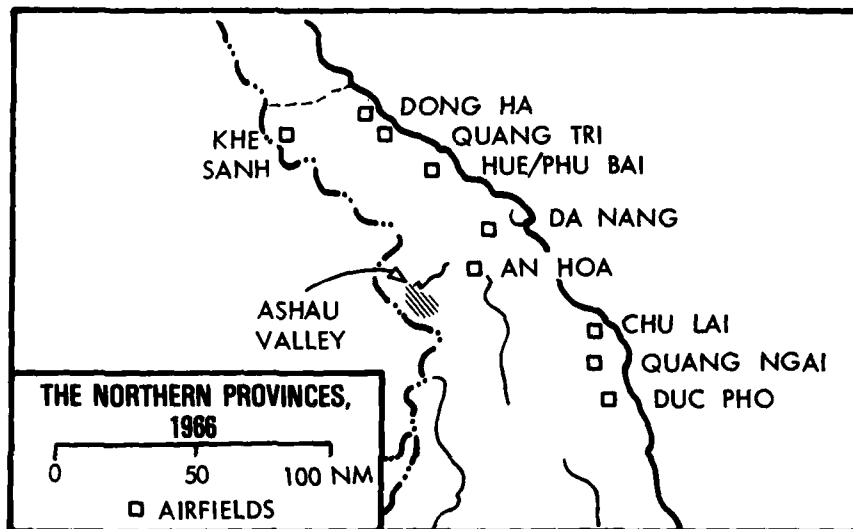 DONG HA
KHE
SANH
QUANG TRI
HUE/PHU BAI
DA NANG
AN HOA
ASHAU
VALLEY
CHU LAI
QUANG NGAI
DUC PHO
THE NORTHERN PROVINCES,
1966
0 50 100 NM
AIRFIELDS